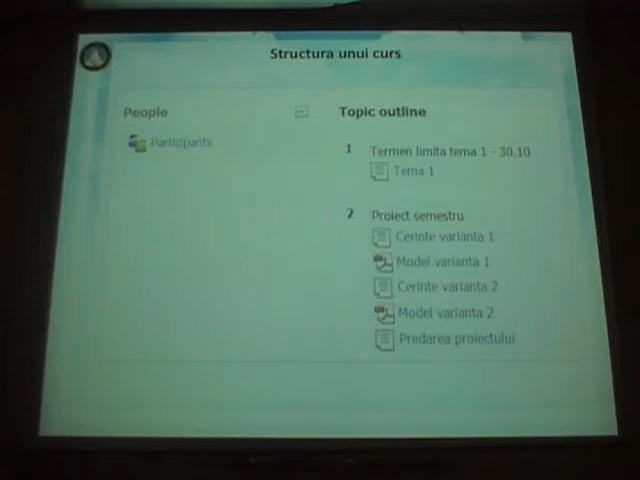 Structura unui curs
People
Participants
Topic outline
1 Termen limita tema 1 - 30.10
Tema 1
2 Proiect semestru
Cerinte varianta 1
Model varianta 1
Cerinte varianta 2
Model varianta 2
Predarea proiectului